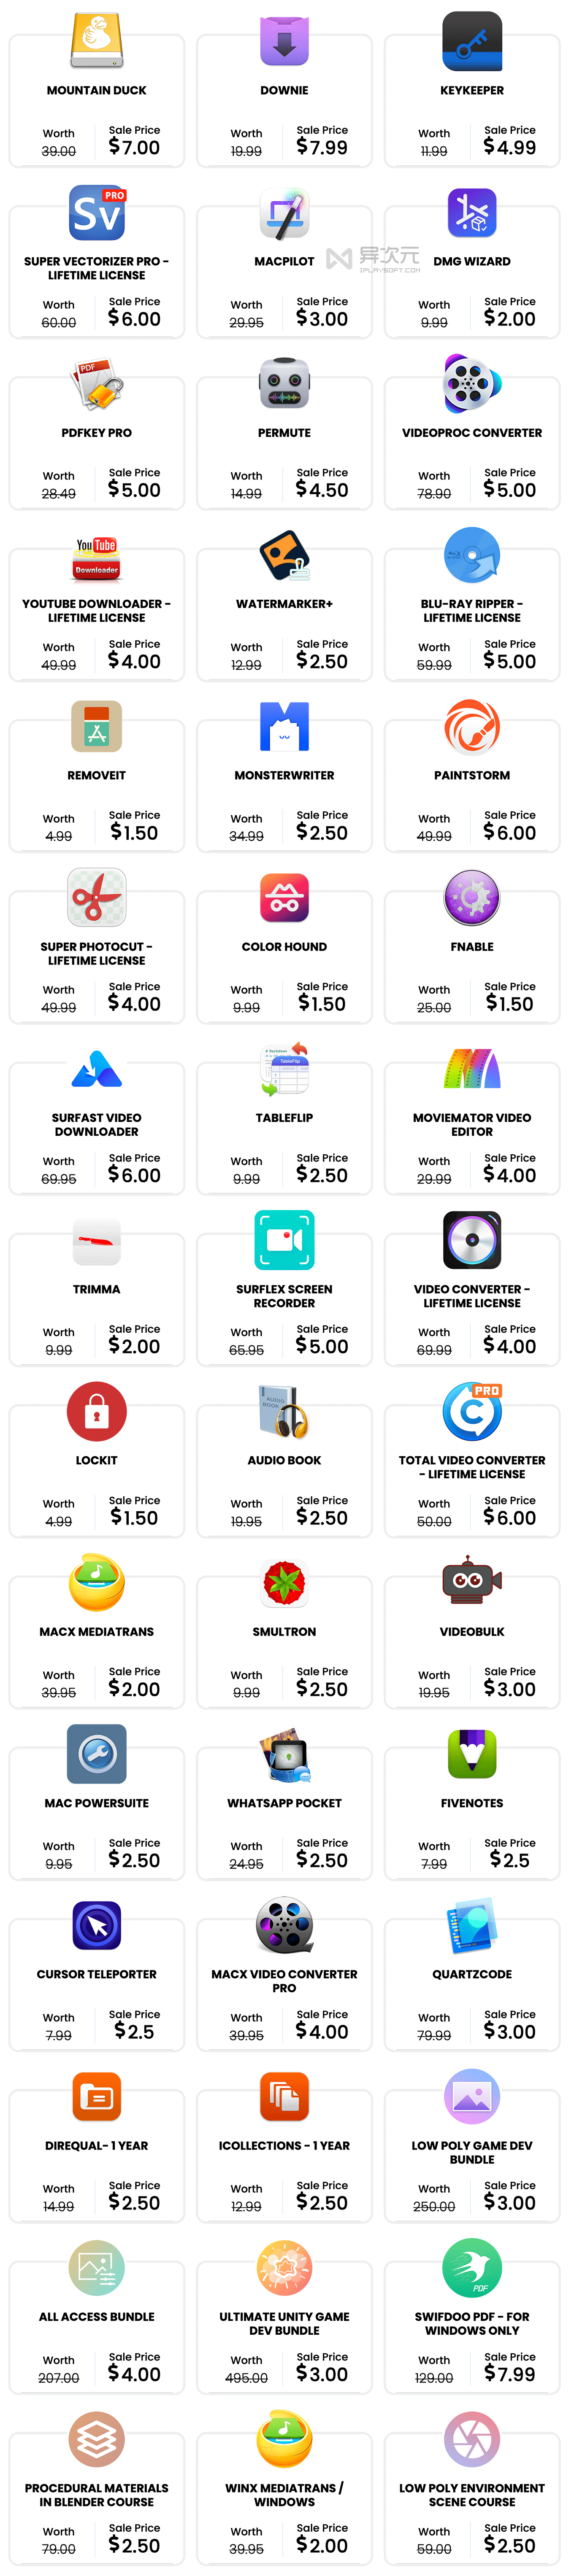 MOUNTAIN DUCK
Worth
39.00
Sale Price
$7.00
DOWNIE
Worth
19.99
Sale Price
$7.99
KEYKEEPER
Worth
11.99
Sale Price
$4.99
PRO
Sv
SUPER VECTORIZER PRO -
LIFETIME LICENSE
Worth
60.00
Sale Price
$6.00
MACPILOT
Worth
29.95
Sale Price
$3.00
异次元
IPLAYSOFT.COM
DMG WIZARD
Worth
9.99
Sale Price
$2.00
PDF
PDFKEY PRO
Worth
28.49
Sale Price
$5.00
PERMUTE
Worth
14.99
Sale Price
$4.50
VIDEOPROC CONVERTER
Worth
78.90
Sale Price
$5.00
YouTube
Downloader
YOUTUBE DOWNLOADER -
LIFETIME LICENSE
Worth
49.99
Sale Price
$4.00
WATERMARKER+
Worth
12.99
Sale Price
$2.50
BLU-RAY RIPPER -
LIFETIME LICENSE
Worth
59.99
Sale Price
$5.00
REMOVEIT
Worth
4.99
Sale Price
$1.50
MONSTERWRITER
Worth
34.99
Sale Price
$2.50
PAINTSTORM
Worth
49.99
Sale Price
$6.00
SUPER PHOTOCUT -
LIFETIME LICENSE
Worth
49.99
Sale Price
$4.00
COLOR HOUND
Worth
9.99
Sale Price
$1.50
FNABLE
Worth
25.00
Sale Price
$1.50
SURFAST VIDEO
DOWNLOADER
Worth
69.95
Sale Price
$6.00
TableFlip
TABLEFLIP
Worth
9.99
Sale Price
$2.50
MOVIEMATOR VIDEO
EDITOR
Worth
29.99
Sale Price
$4.00
TRIMMA
Worth
9.99
Sale Price
$2.00
SURFLEX SCREEN
RECORDER
Worth
65.95
Sale Price
$5.00
VIDEO CONVERTER -
LIFETIME LICENSE
Worth
69.99
Sale Price
$4.00
LOCKIT
Worth
4.99
Sale Price
$1.50
AUDIO
BOOK
AUDIO BOOK
Worth
19.95
Sale Price
$2.50
PRO
C
TOTAL VIDEO CONVERTER
- LIFETIME LICENSE
Worth
50.00
Sale Price
$6.00
MACX MEDIATRANS
Worth
39.95
Sale Price
$2.00
SMULTRON
Worth
9.99
Sale Price
$2.50
VIDEOBULK
Worth
19.95
Sale Price
$3.00
MAC POWERSUITE
Worth
9.95
Sale Price
$2.50
WHATSAPP POCKET
Worth
24.95
Sale Price
$2.50
FIVENOTES
Worth
7.99
Sale Price
$2.5
CURSOR TELEPORTER
Worth
7.99
Sale Price
$2.5
MACX VIDEO CONVERTER
PRO
Worth
39.95
Sale Price
$4.00
QUARTZCODE
Worth
79.99
Sale Price
$3.00
DIREQUAL- 1 YEAR
Worth
14.99
Sale Price
$2.50
ICOLLECTIONS - 1 YEAR
Worth
12.99
Sale Price
$2.50
LOW POLY GAME DEV
BUNDLE
Worth
250.00
Sale Price
$3.00
ALL ACCESS BUNDLE
Worth
207.00
Sale Price
$4.00
ULTIMATE UNITY GAME
DEV BUNDLE
Worth
495.00
Sale Price
$3.00
PDF
SWIFDOO PDF - FOR
WINDOWS ONLY
Worth
129.00
Sale Price
$7.99
PROCEDURAL MATERIALS
IN BLENDER COURSE
Worth
79.00
Sale Price
$2.50
WINX MEDIATRANS /
WINDOWS
Worth
39.95
Sale Price
$2.00
LOW POLY ENVIRONMENT
SCENE COURSE
Worth
59.00
Sale Price
$2.50